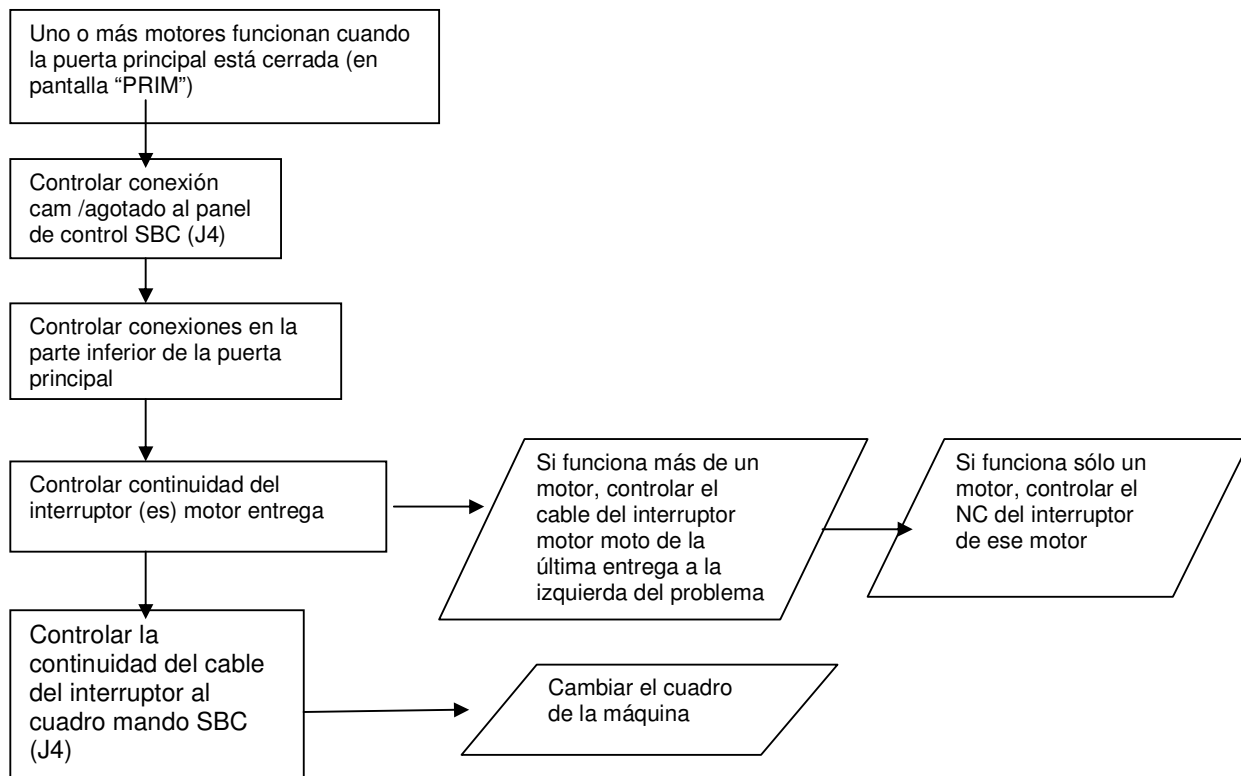 Uno o más motores funcionan cuando
la puerta principal está cerrada (en
pantalla “PRIM”)
Controlar conexión
cam /agotado al panel
de control SBC (J4)
Controlar conexiones en la
parte inferior de la puerta
principal
Controlar continuidad del
interruptor (es) motor entrega
Si funciona más de un
motor, controlar el
cable del interruptor
motor moto de la
última entrega a la
izquierda del problema
Si funciona sólo un
motor, controlar el
NC del interruptor
de ese motor
Controlar la
continuidad del cable
del interruptor al
cuadro mando SBC
(J4)
Cambiar el cuadro
de la máquina